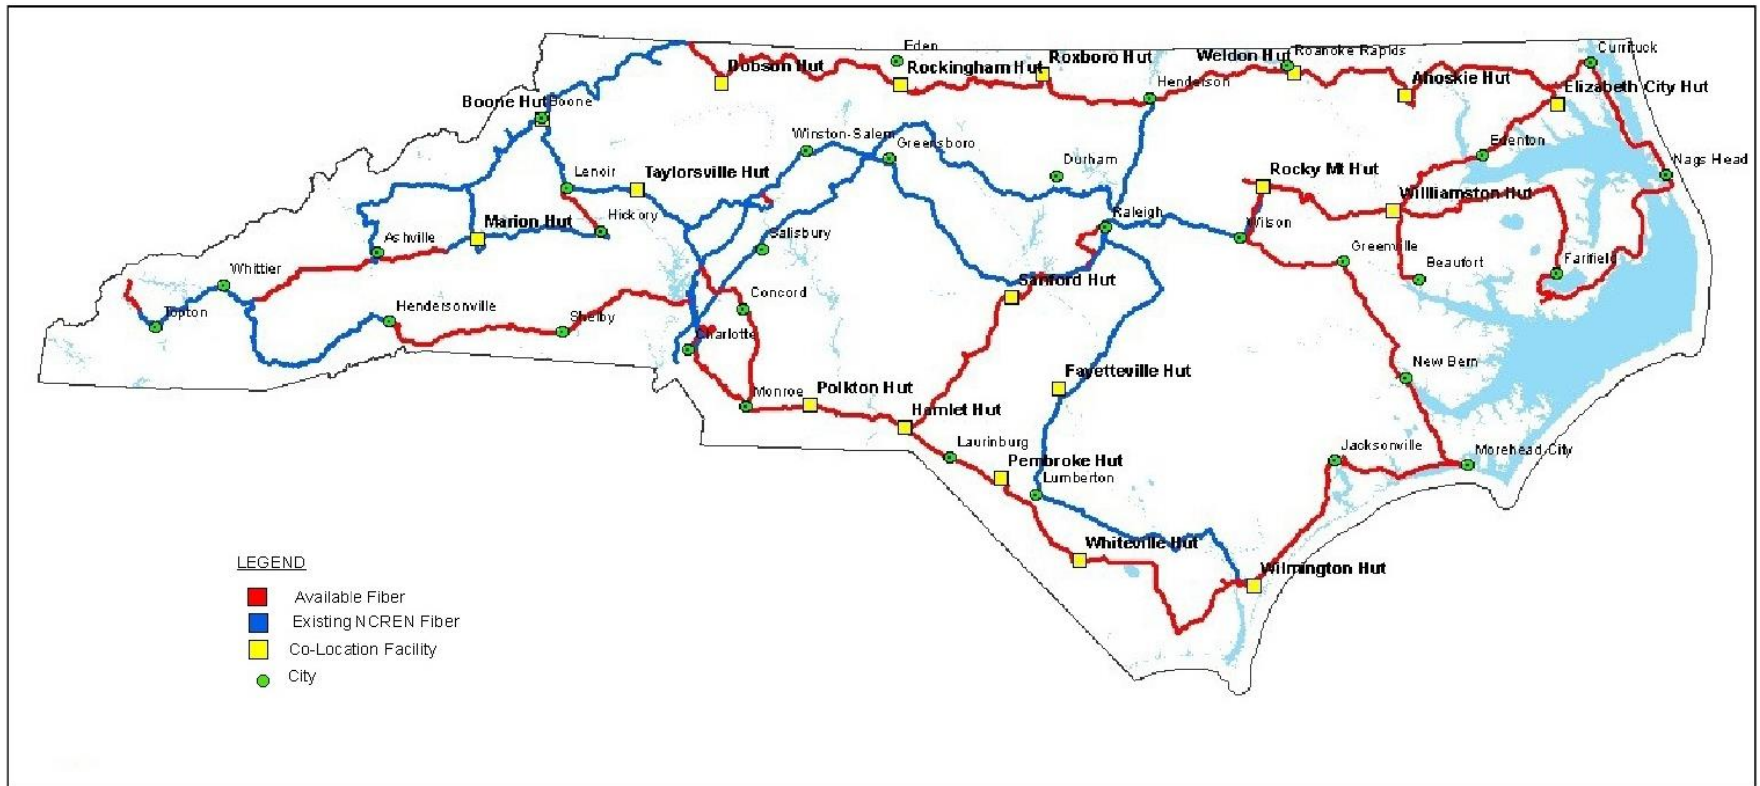 Eden
Currituck
Dobson Hut
Rockingham Hut
Roxboro Hut
Weldon Hut
Roanoke Rapids
Ahoskie Hut
Elizabeth City Hut
Henderson
Boone Hut
Boone
Winston-Salem
Greensboro
Durham
Edenton
Nags Head
Lenoir
Taylorsville Hut
Rocky Mt Hut
Williamston Hut
Hickory
Marion Hut
Raleigh
Wilson
Ashville
Salisbury
Greenville
Beaufort
Farifield
Whittier
Sanford Hut
Concord
Topton
Hendersonville
Shelby
Charlotte
New Bern
Fayetteville Hut
Monroe
Polkton Hut
Hamlet Hut
Laurinburg
Jacksonville
Morehead City
Pembroke Hut
Lumberton
Whiteville Hut
Wilmington Hut
LEGEND
Available Fiber
Existing NCREN Fiber
Co-Location Facility
City